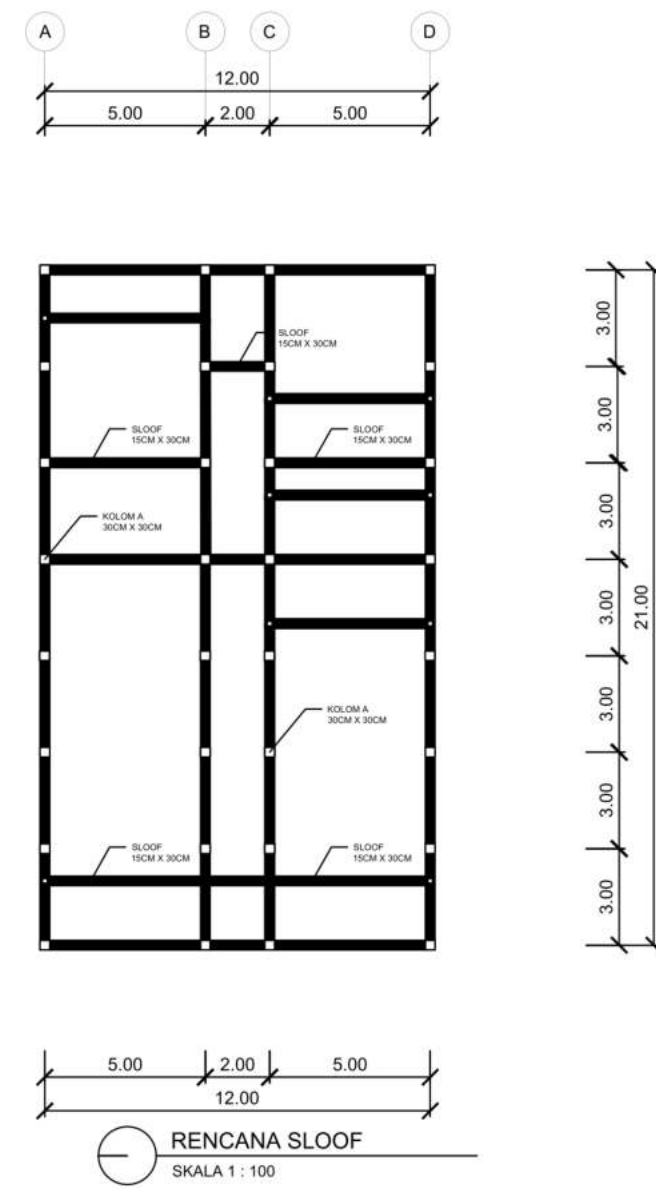 A B C D
12.00
5.00 2.00 5.00
SLOOF
15CM X 30CM
SLOOF
15CM X 30CM
SLOOF
15CM X 30CM
KOLOM A
30CM X 30CM
KOLOM A
30CM X 30CM
SLOOF
15CM X 30CM
SLOOF
15CM X 30CM
3.00
3.00
3.00
3.00
3.00
3.00
3.00
21.00
5.00 2.00 5.00
12.00
RENCANA SLOOF
SKALA 1 : 100